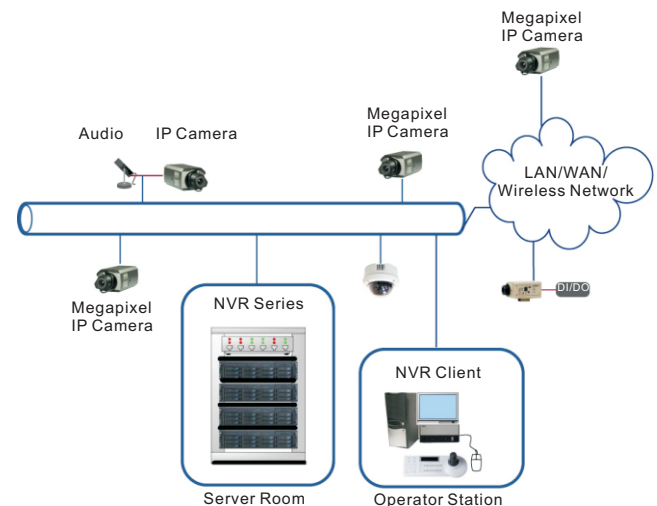 Megapixel
IP Camera
Megapixel
IP Camera
Audio
IP Camera
LAN/WAN/
Wireless Network
DI/DO
Megapixel
IP Camera
NVR Series
NVR Client
Server Room
Operator Station